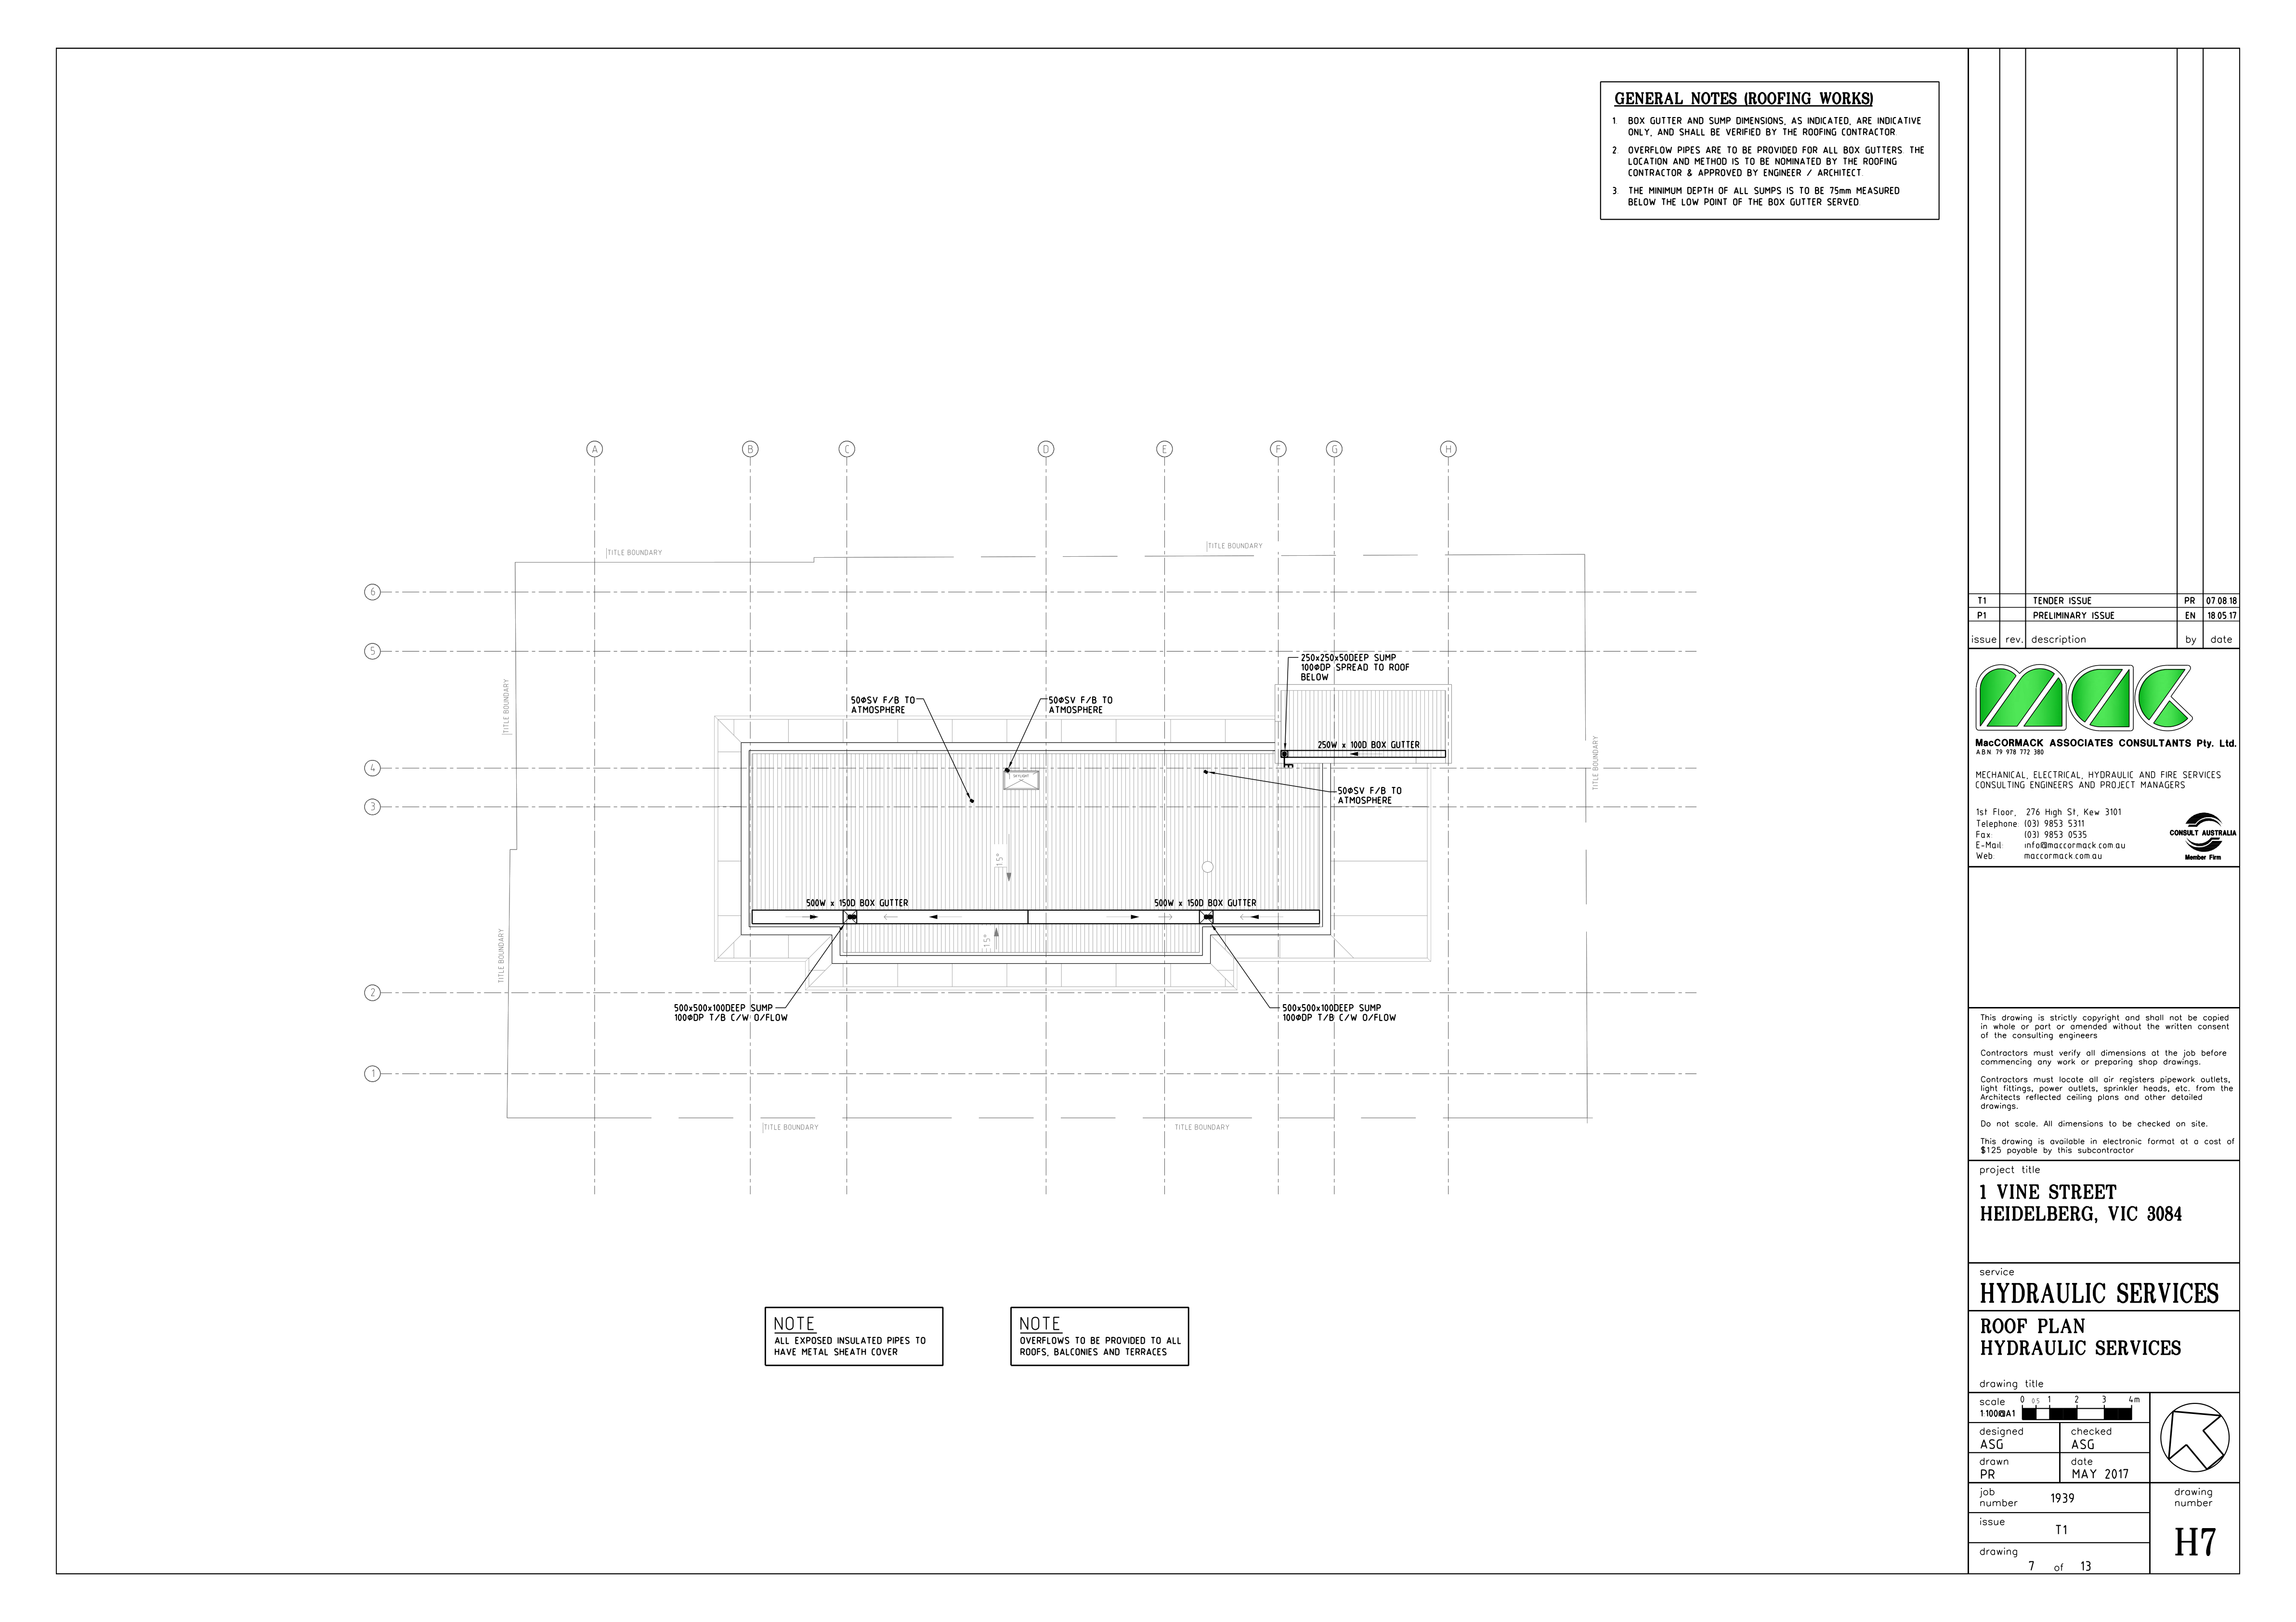 GENERAL NOTES (ROOFING WORKS)
1. BOX GUTTER AND SUMP DIMENSIONS, AS INDICATED, ARE INDICATIVE
ONLY, AND SHALL BE VERIFIED BY THE ROOFING CONTRACTOR
2. OVERFLOW PIPES ARE TO BE PROVIDED FOR ALL BOX GUTTERS. THE
LOCATION AND METHOD IS TO BE NOMINATED BY THE ROOFING
CONTRACTOR & APPROVED BY ENGINEER / ARCHITECT.
3. THE MINIMUM DEPTH OF ALL SUMPS IS TO BE 75mm MEASURED
BELOW THE LOW POINT OF THE BOX GUTTER SERVED
A B C D E F G H
TITLE BOUNDARY
TITLE BOUNDARY
6
5
4
3
2
1
TITLE BOUNDARY
TITLE BOUNDARY
TITLE BOUNDARY
250x250x50DEEP SUMP
100ØDP SPREAD TO ROOF
BELOW
50ØSV F/B TO
ATMOSPHERE
50ØSV F/B TO
ATMOSPHERE
250W x 100D BOX GUTTER
SKYLIGHT
50ØSV F/B TO
ATMOSPHERE
1.5°
500W x 150D BOX GUTTER
500W x 150D BOX GUTTER
1.5°
500x500x100DEEP SUMP
100ØDP T/B C/W O/FLOW
500x500x100DEEP SUMP
100ØDP T/B C/W O/FLOW
TITLE BOUNDARY
TITLE BOUNDARY
NOTE
ALL EXPOSED INSULATED PIPES TO
HAVE METAL SHEATH COVER
NOTE
OVERFLOWS TO BE PROVIDED TO ALL
ROOFS, BALCONIES AND TERRACES
T1 TENDER ISSUE PR 07.08.18
P1 PRELIMINARY ISSUE EN 18.05.17
issue rev. description by date
mac
MacCORMACK ASSOCIATES CONSULTANTS Pty. Ltd.
ABN 79 978 772 380
MECHANICAL, ELECTRICAL, HYDRAULIC AND FIRE SERVICES
CONSULTING ENGINEERS AND PROJECT MANAGERS
1st Floor, 276 High St, Kew 3101
Telephone: (03) 9853 5311
Fax: (03) 9853 0535
E-Mail: info@maccormack.com.au
Web: maccormack.com.au
CONSULT AUSTRALIA
Member Firm
This drawing is strictly copyright and shall not be copied
in whole or part or amended without the written consent
of the consulting engineers
Contractors must verify all dimensions at the job before
commencing any work or preparing shop drawings.
Contractors must locate all air registers pipework outlets,
light fittings, power outlets, sprinkler heads, etc. from the
Architects reflected ceiling plans and other detailed
drawings.
Do not scale. All dimensions to be checked on site.
This drawing is available in electronic format at a cost of
$125 payable by this subcontractor
project title
1 VINE STREET
HEIDELBERG, VIC 3084
service
HYDRAULIC SERVICES
ROOF PLAN
HYDRAULIC SERVICES
drawing title
scale 0 0.5 1 2 3 4m
1:100@A1
designed checked
ASG ASG
drawn date
PR MAY 2017
job
number 1939
drawing
number
issue T1
H7
drawing
7 of 13